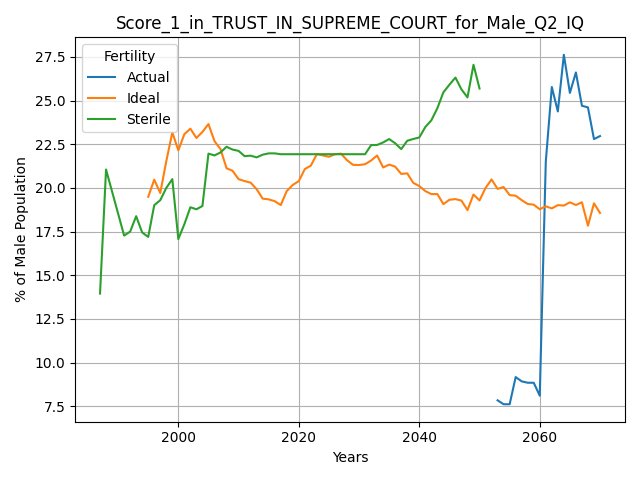 Score_1_in_TRUST_IN_SUPREME_COURT_for_Male_Q2_IQ
Fertility
Actual
Ideal
Sterile
% of Male Population
27.5
25.0
22.5
20.0
17.5
15.0
12.5
10.0
7.5
2000 2020 2040 2060
Years